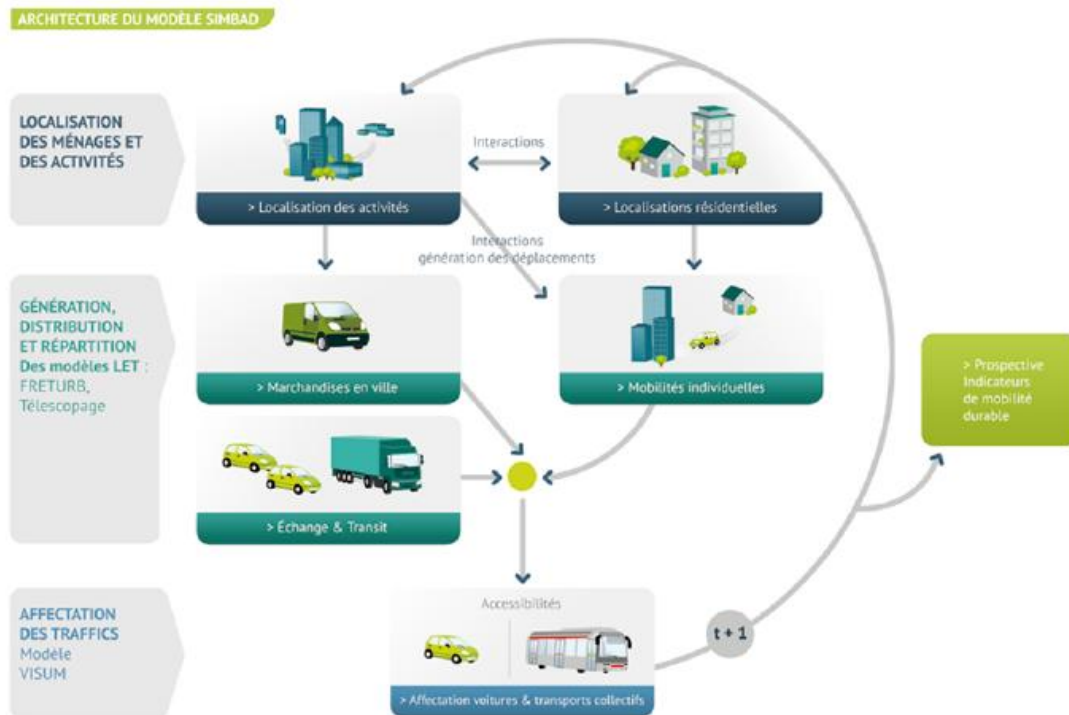 ARCHITECTURE DU MODÈLE SIMBAD
LOCALISATION
DES MÉNAGES ET
DES ACTIVITÉS
Interactions
> Localisation des activités
> Localisations résidentielles
Interactions
génération des déplacements
GÉNÉRATION,
DISTRIBUTION
ET RÉPARTITION
Des modèles LET :
FRETURB,
Télescopage
> Marchandises en ville
> Mobilités individuelles
> Prospective
Indicateurs
de mobilité
durable
> Échange & Transit
AFFECTATION
DES TRAFFICS
Modèle
VISUM
Accessibilités
t + 1
> Affectation voitures & transports collectifs